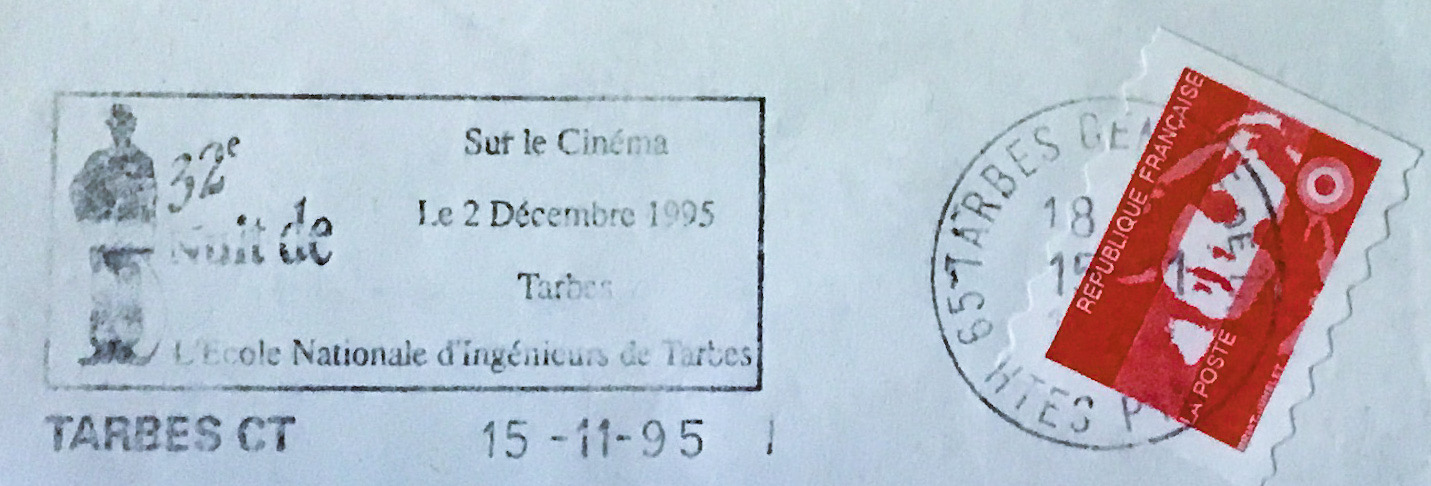 32e
Nuit de
Sur le Cinéma
Le 2 Décembre 1995
Tarbes
L'Ecole Nationale d'Ingénieurs de Tarbes
TARBES CT 15 -11-95
65 TARBES
18
15
HTES P
REPUBLIQUE FRANÇAISE
LA POSTE